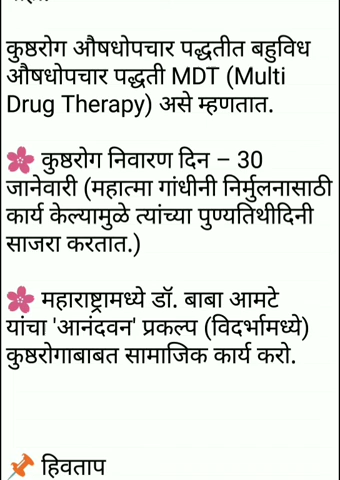 कुष्ठरोग औषधोपचार पद्धतीत बहुविध
औषधोपचार पद्धती MDT (Multi
Drug Therapy) असे म्हणतात.
🌸 कुष्ठरोग निवारण दिन – 30
जानेवारी (महात्मा गांधीनी निर्मुलनासाठी
कार्य केल्यामुळे त्यांच्या पुण्यतिथीदिनी
साजरा करतात.)
🌸 महाराष्ट्रामध्ये डॉ. बाबा आमटे
यांचा 'आनंदवन' प्रकल्प (विदर्भामध्ये)
कुष्ठरोगाबाबत सामाजिक कार्य करो.
📌 हिवताप